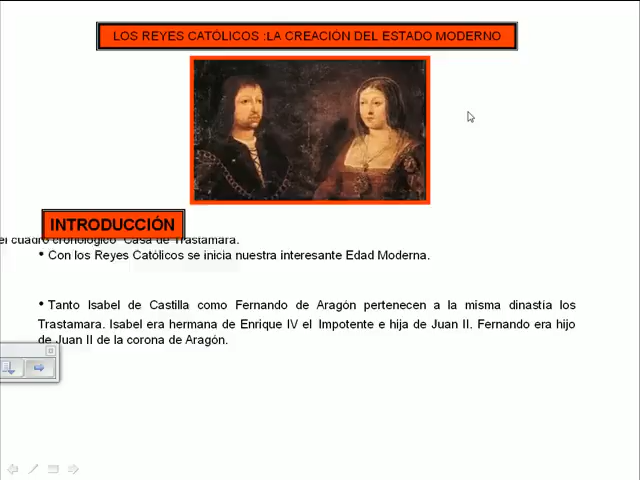 LOS REYES CATÓLICOS :LA CREACIÓN DEL ESTADO MODERNO
INTRODUCCIÓN
el cuadro cronológico "Casa de Trastámara.
• Con los Reyes Católicos se inicia nuestra interesante Edad Moderna.
• Tanto Isabel de Castilla como Fernando de Aragón pertenecen a la misma dinastía los
Trastamara. Isabel era hermana de Enrique IV el Impotente e hija de Juan II. Fernando era hijo
de Juan II de la corona de Aragón.